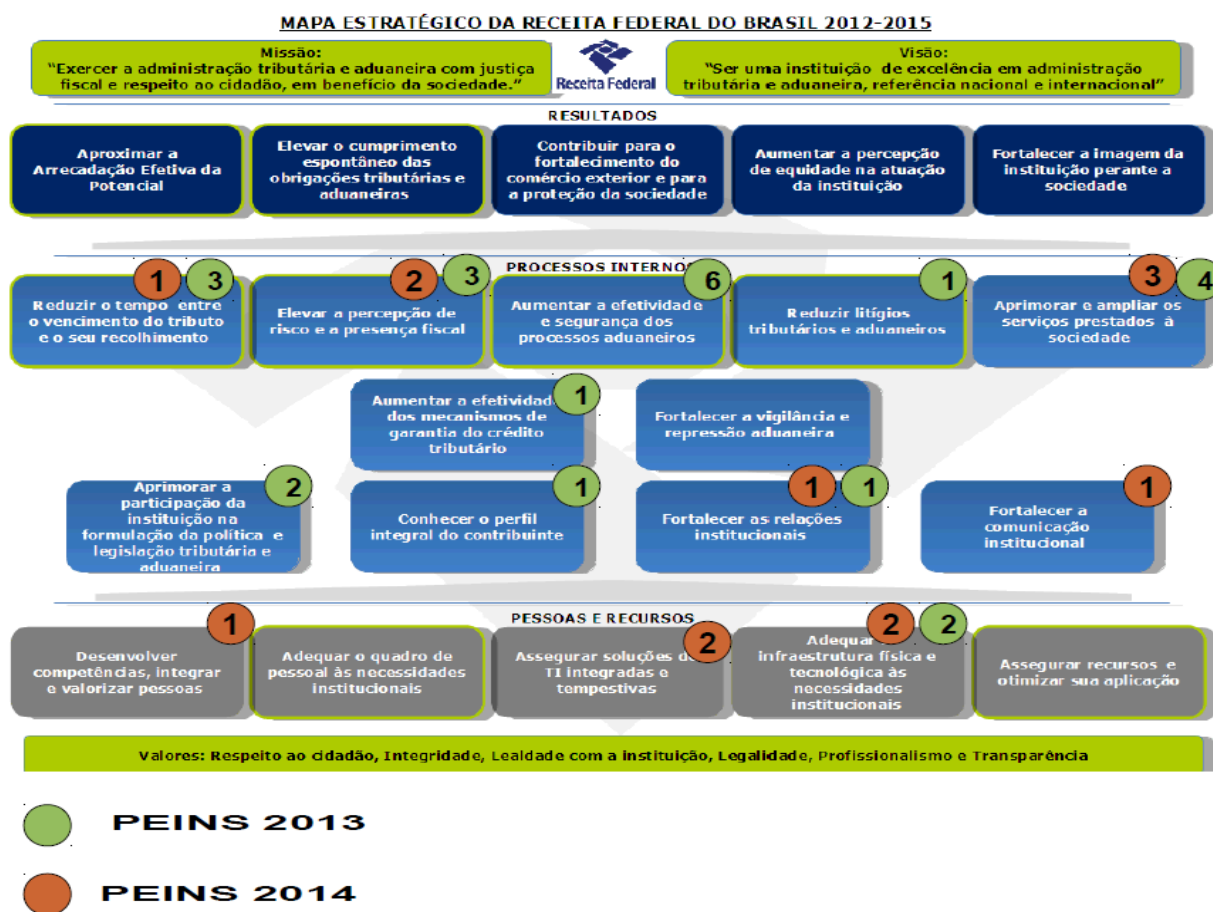 MAPA ESTRATÉGICO DA RECEITA FEDERAL DO BRASIL 2012-2015
Missão:
"Exercer a administração tributária e aduaneira com justiça
fiscal e respeito ao cidadão, em benefício da sociedade."
Receita Federal
Visão:
"Ser uma instituição de excelência em administração
tributária e aduaneira, referência nacional e internacional"
RESULTADOS
Aproximar a
Arrecadação Efetiva da
Potencial
Elevar o cumprimento
espontâneo das
obrigações tributárias e
aduaneiras
Contribuir para o
fortalecimento do
comércio exterior e para
a proteção da sociedade
Aumentar a percepção
de equidade na atuação
da instituição
Fortalecer a imagem da
instituição perante a
sociedade
PROCESSOS INTERNOS
1
3
Reduzir o tempo entre
o vencimento do tributo
e o seu recolhimento
2
3
Elevar a percepção de
risco e a presença fiscal
6
Aumentar a efetividade
e segurança dos
processos aduaneiros
1
Reduzir litígios
tributários e aduaneiros
3
4
Aprimorar e ampliar os
serviços prestados à
sociedade
1
Aumentar a efetividade
dos mecanismos de
garantia do crédito
tributário
Fortalecer a vigilância e
repressão aduaneira
2
Aprimorar a
participação da
instituição na
formulação da política e
legislação tributária e
aduaneira
1
Conhecer o perfil
integral do contribuinte
1
1
Fortalecer as relações
institucionais
1
Fortalecer a
comunicação
institucional
PESSOAS E RECURSOS
1
Desenvolver
competências, integrar
e valorizar pessoas
Adequar o quadro de
pessoal às necessidades
institucionais
2
Assegurar soluções de
TI integradas e
tempestivas
2
2
Adequar
infraestrutura física e
tecnológica às
necessidades
institucionais
Assegurar recursos e
otimizar sua aplicação
Valores: Respeito ao cidadão, Integridade, Lealdade com a instituição, Legalidade, Profissionalismo e Transparência
PEINS 2013
PEINS 2014